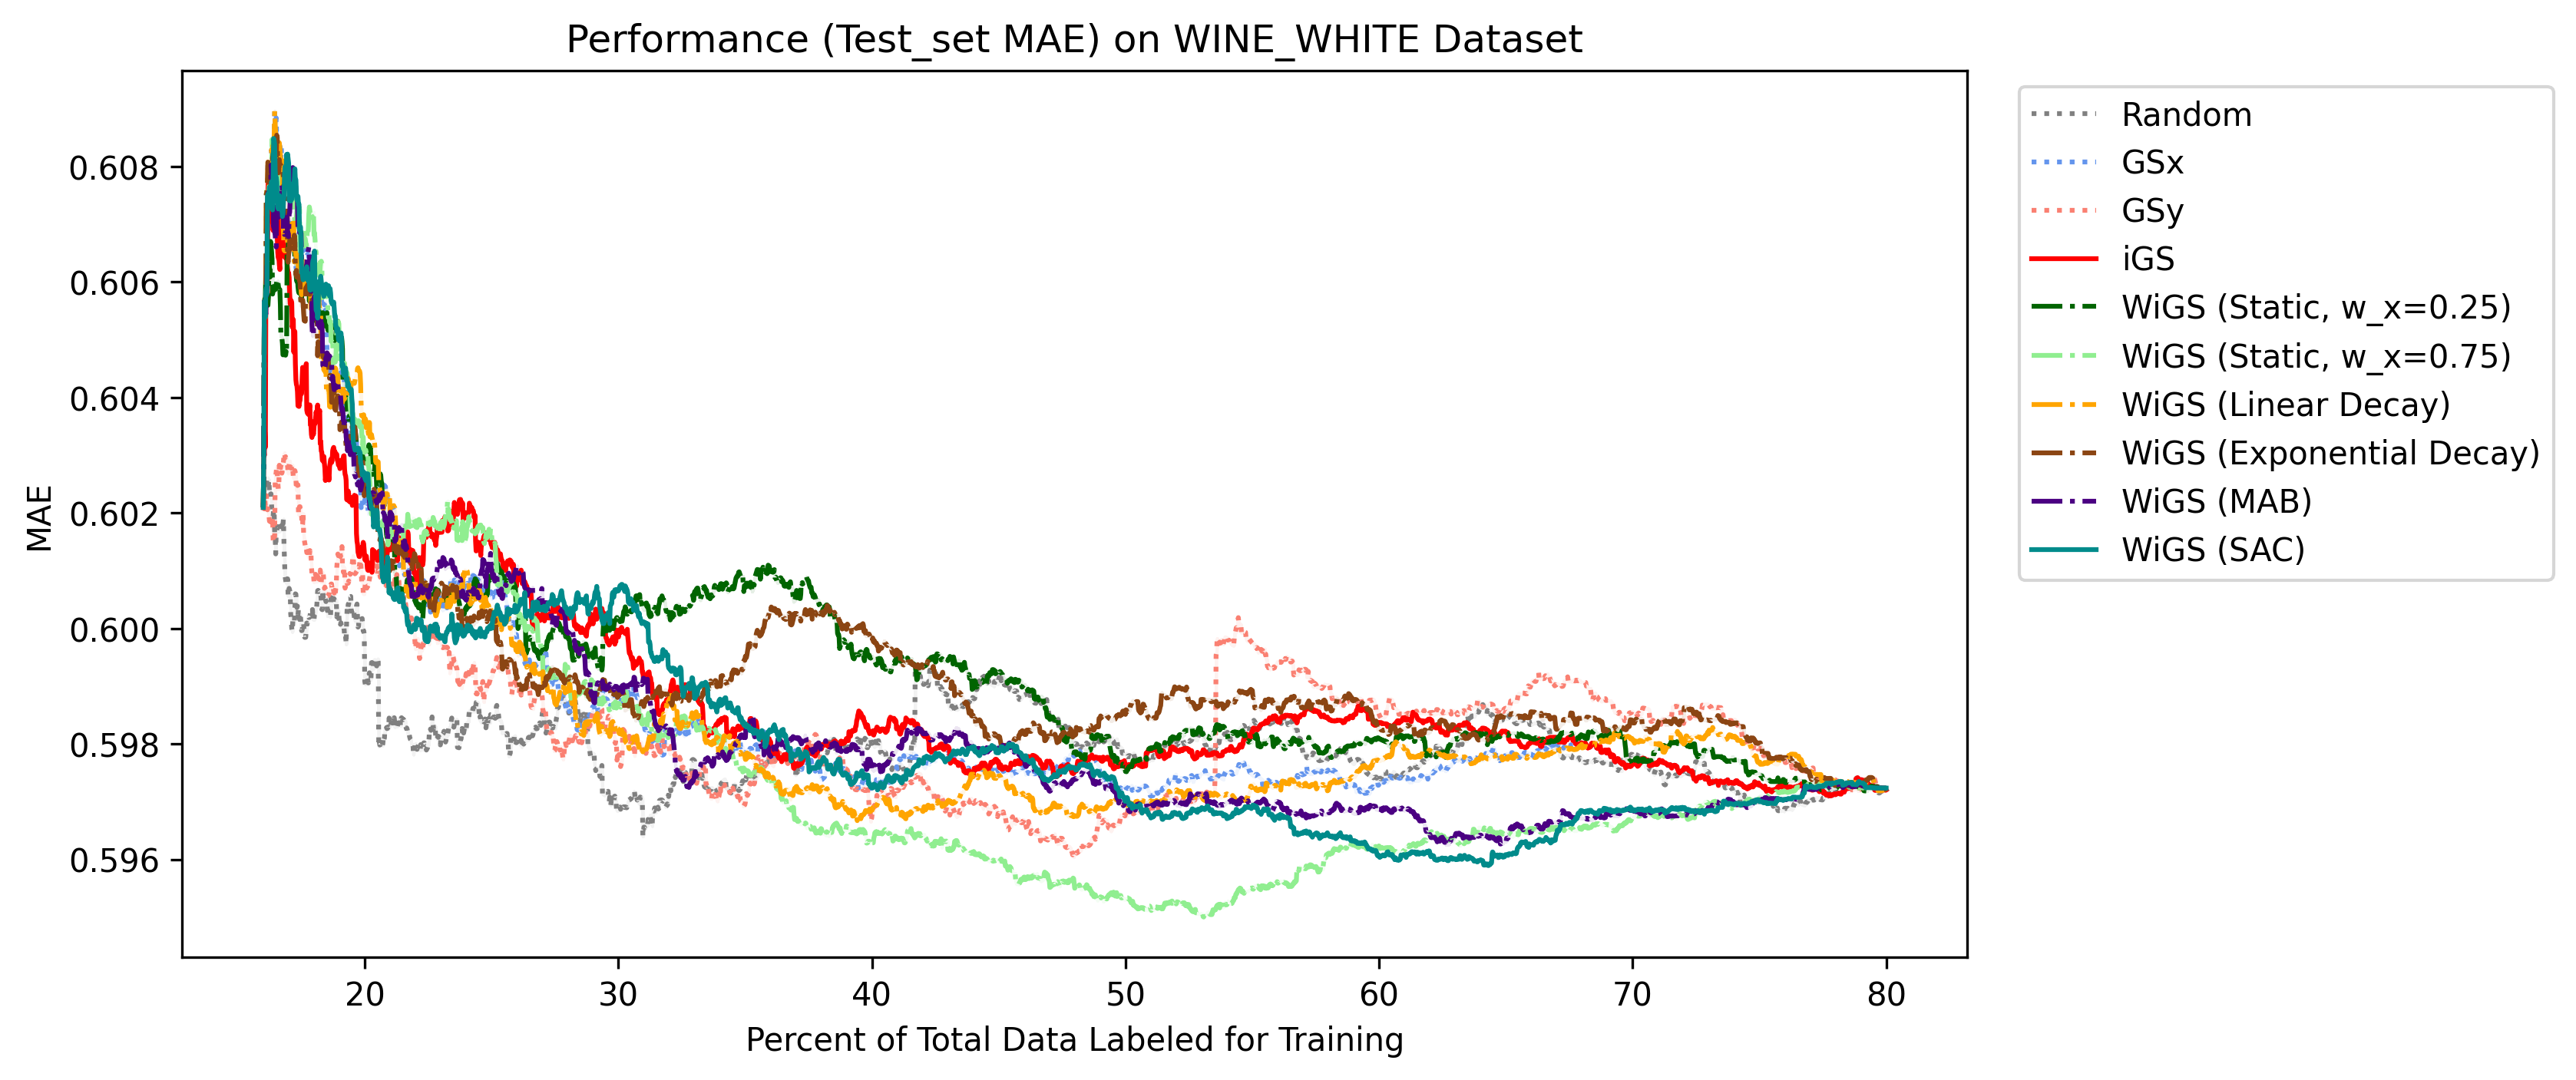 Performance (Test_set MAE) on WINE_WHITE Dataset
MAE
0.608
0.606
0.604
0.602
0.600
0.598
0.596
20 30 40 50 60 70 80
Percent of Total Data Labeled for Training
Random
GSx
GSy
iGS
WiGS (Static, w_x=0.25)
WiGS (Static, w_x=0.75)
WiGS (Linear Decay)
WiGS (Exponential Decay)
WiGS (MAB)
WiGS (SAC)